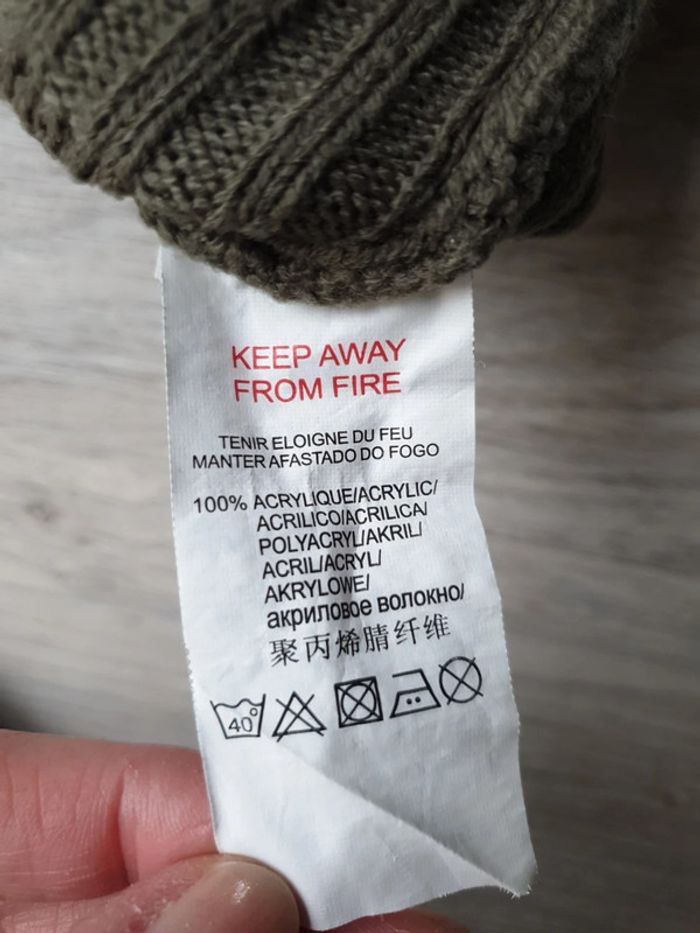 KEEP AWAY
FROM FIRE
TENIR ELOIGNE DU FEU
MANTER AFASTADO DO FOGO
100% ACRYLIQUE/ACRYLIC/
ACRILICO/ACRILICA/
POLYACRYL/AKRIL/
ACRIL/ACRYL/
AKRYLOWE/
акриловое волокно/
聚丙烯腈纤维
40°